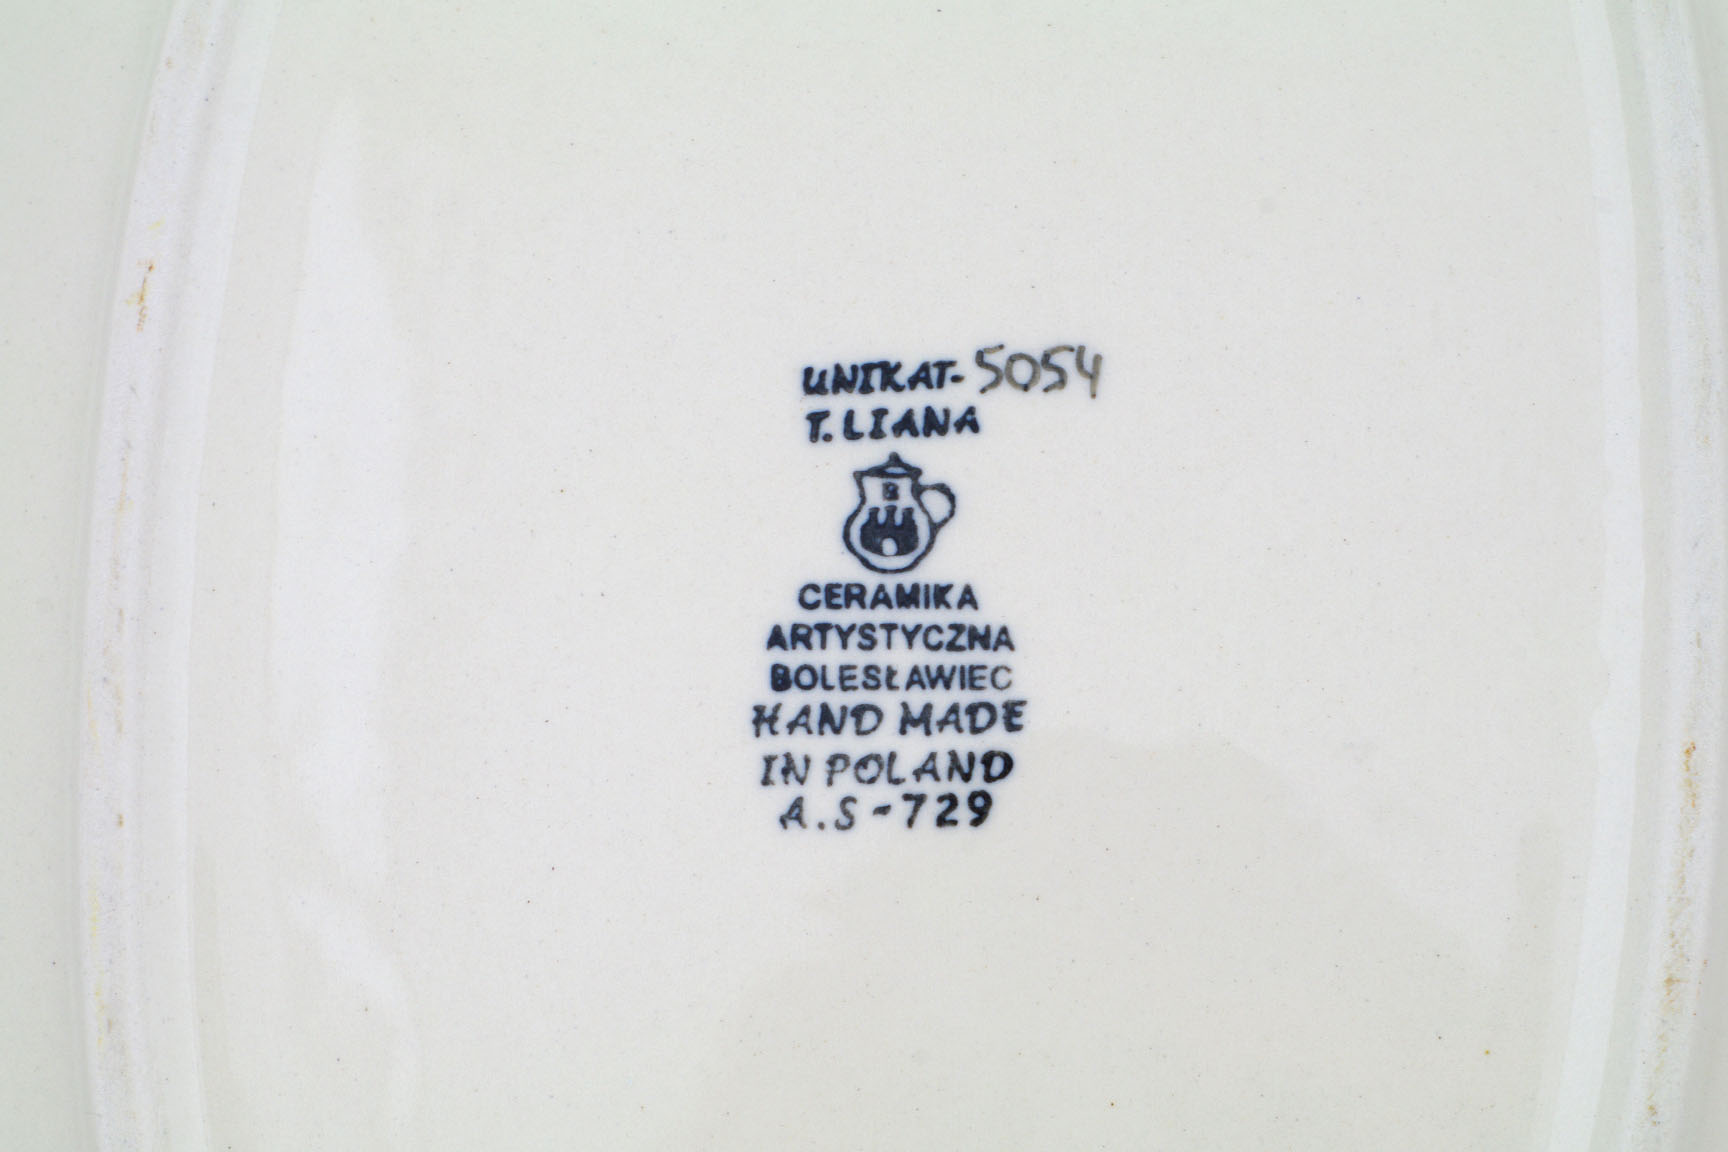 UNIKAT-5054
T. LIANA
B
CERAMIKA
ARTYSTYCZNA
BOLESŁAWIEC
HAND MADE
IN POLAND
A.S-729